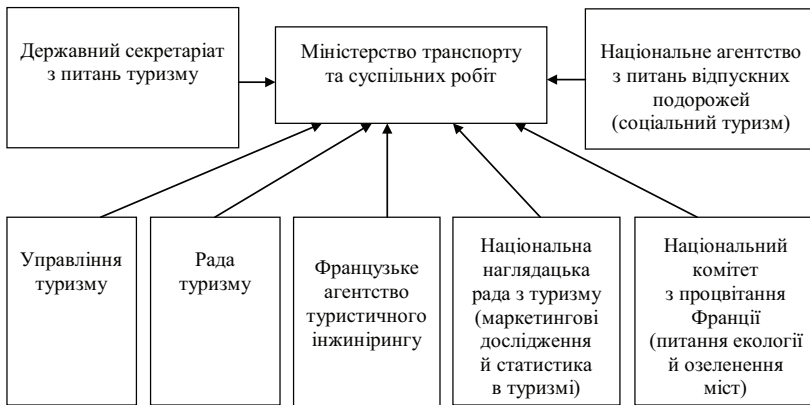 Державний секретаріат
з питань туризму
Міністерство транспорту
та суспільних робіт
Національне агентство
з питань відпускних
подорожей
(соціальний туризм)
Управління
туризму
Рада
туризму
Французьке
агентство
туристичного
інжинірингу
Національна
наглядацька
рада з туризму
(маркетингові
дослідження
й статистика
в туризмі)
Національний
комітет
з процвітання
Франції
(питання екології
й озеленення
міст)